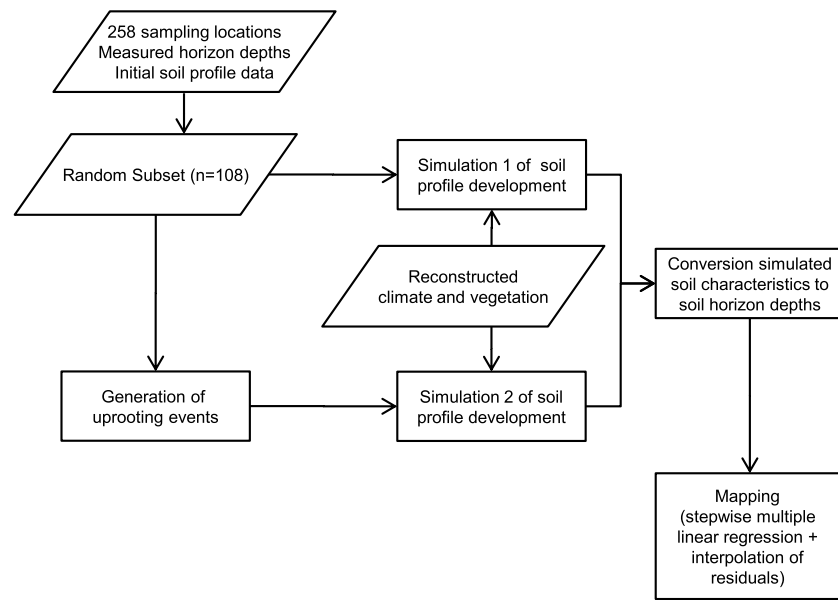 258 sampling locations
Measured horizon depths
Initial soil profile data
Random Subset (n=108)
Simulation 1 of soil
profile development
Reconstructed
climate and vegetation
Conversion simulated
soil characteristics to
soil horizon depths
Generation of
uprooting events
Simulation 2 of soil
profile development
Mapping
(stepwise multiple
linear regression +
interpolation of
residuals)